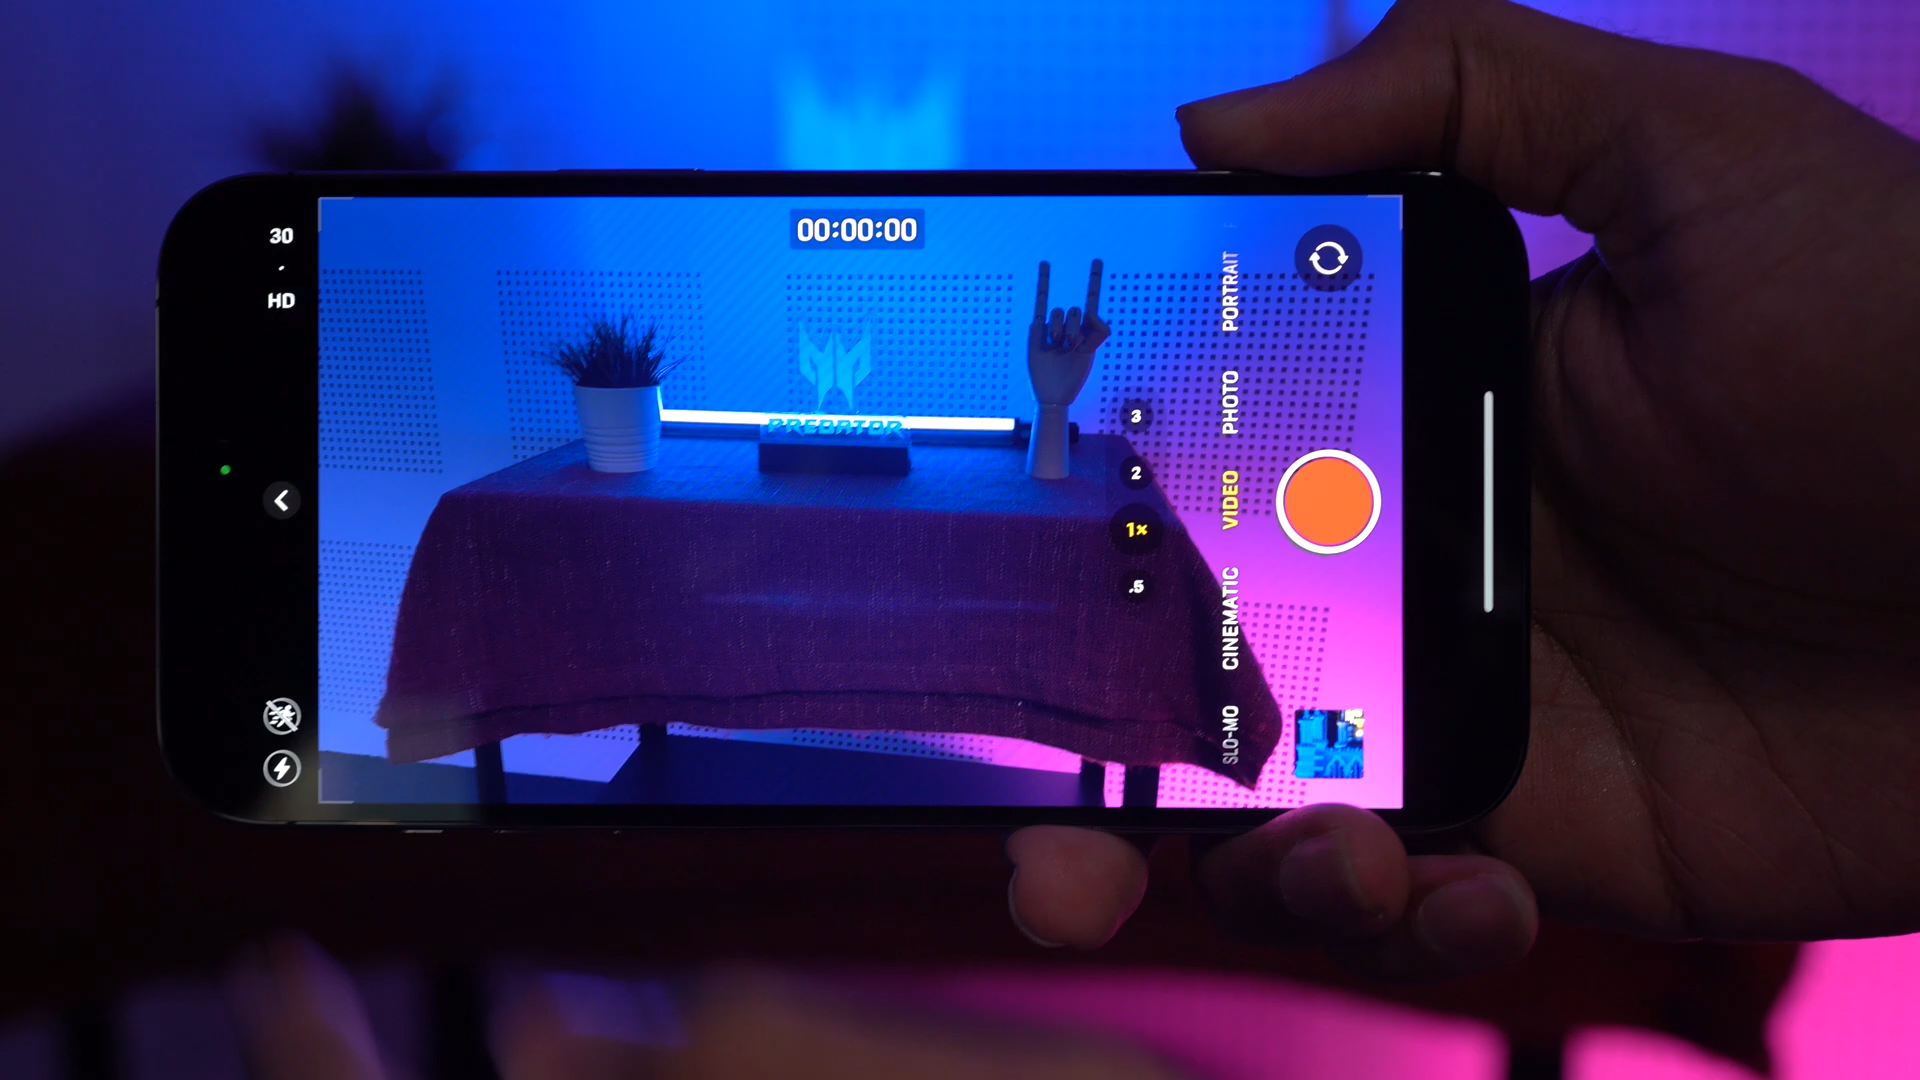 30
HD
00:00:00
PREDATOR
3
2
1×
.5
PORTRAIT
PHOTO
VIDEO
CINEMATIC
SLO-MO